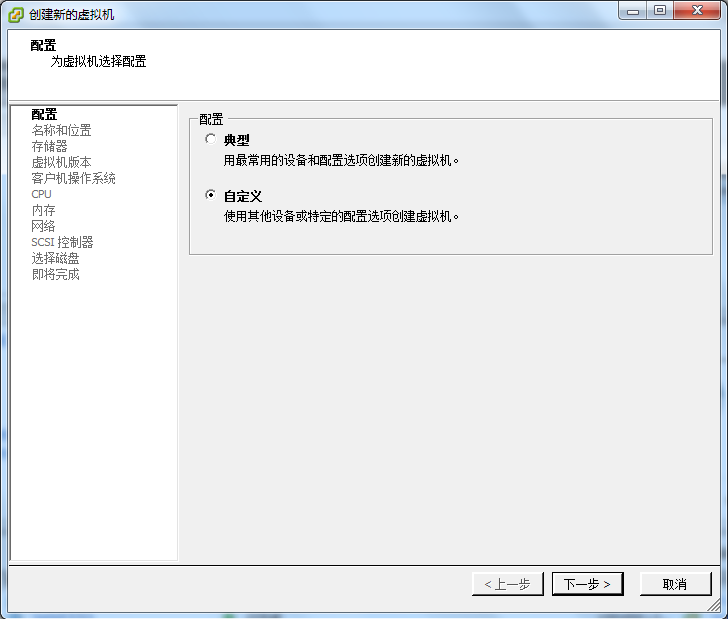 创建新的虚拟机
配置
为虚拟机选择配置
配置
名称和位置
存储器
虚拟机版本
客户机操作系统
CPU
内存
网络
SCSI 控制器
选择磁盘
即将完成
配置
典型
用最常用的设备和配置选项创建新的虚拟机。
自定义
使用其他设备或特定的配置选项创建虚拟机。
< 上一步
下一步 >
取消